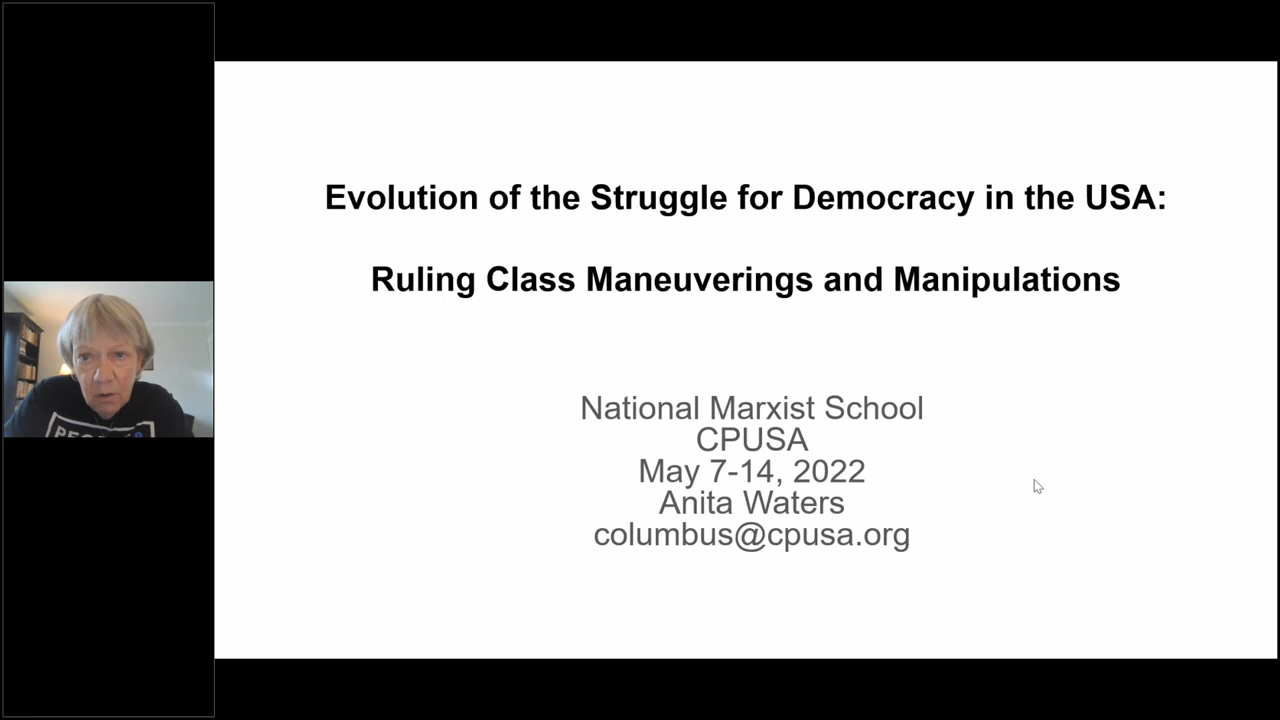 Evolution of the Struggle for Democracy in the USA:
Ruling Class Maneuverings and Manipulations
National Marxist School
CPUSA
May 7-14, 2022
Anita Waters
columbus@cpusa.org